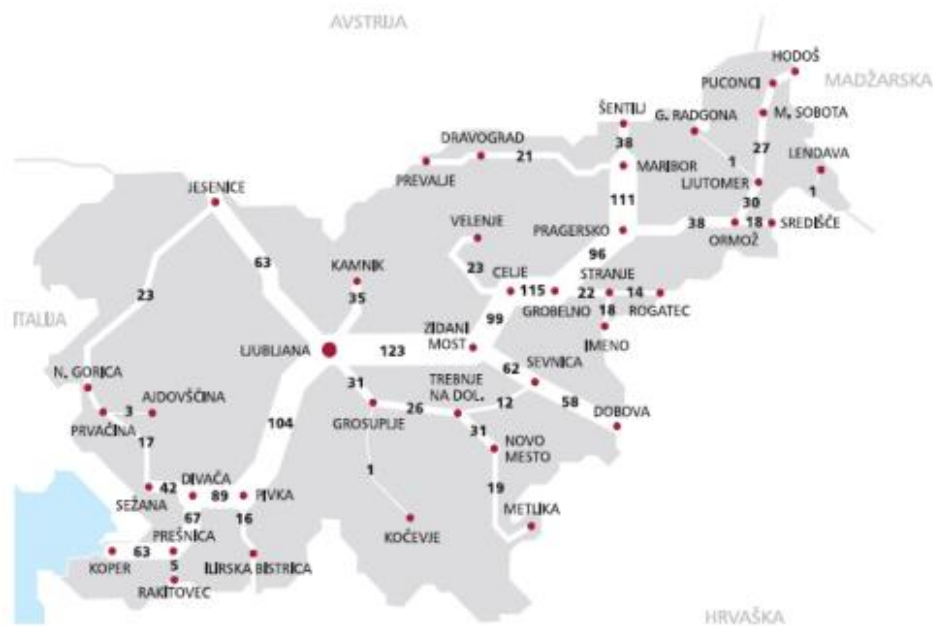 AVSTRIJA
HODOŠ
PUCONCI
MADŽARSKA
ŠENTILJ
G. RADGONA
M. SOBOTA
DRAVOGRAD
38
21
27
LENDAVA
PREVALJE
MARIBOR
1
LJUTOMER
1
JESENICE
111
30
VELENJE
PRAGERSKO
38
18
SREDIŠČE
ORMOŽ
96
63
KAMNIK
23
CELJE
STRANJE
115
22
14
23
35
GROBELNO
18
ROGATEC
ITALIJA
99
ZIDANI
MOST
IMENO
LJUBLJANA
123
SEVNICA
62
N. GORICA
31
TREBNJE
NA DOL.
12
58
AJDOVŠČINA
26
DOBOVA
3
GROSUPLJE
PRVAČINA
104
31
NOVO
MESTO
17
1
DIVAČA
19
42
89
PIVKA
SEŽANA
METLIKA
67
16
PREŠNICA
KOČEVJE
63
KOPER
5
ILIRSKA BISTRICA
RAKITOVEC
HRVAŠKA